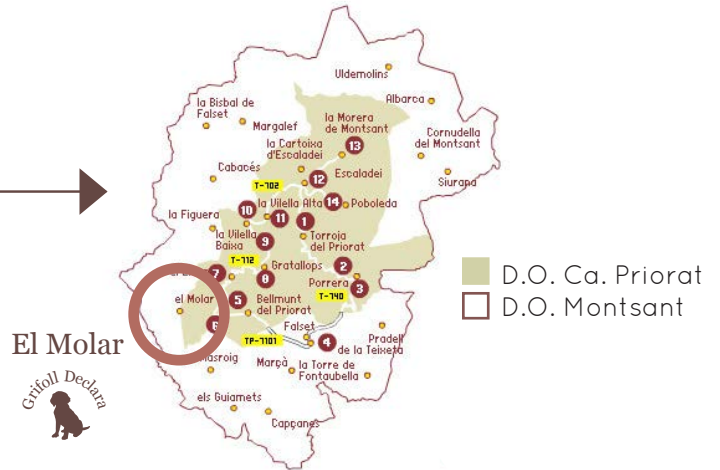 Uldemolins
Albarca
la Bisbal de
Falset
Margalef
la Morera
de Montsant
13
Cornudella
del Montsant
la Cartoixa
d'Escaladei
Cabacés
12
Escaladei
Siurana
T-702
14
Poboleda
la Vilella Alta
10
11
1
la Figuera
la Vilella
Baixa
9
Torroja
del Priorat
T-712
7
8
Gratallops
2
Porrera
3
T-740
D.O. Ca. Priorat
D.O. Montsant
el Molar
5
Bellmunt
del Priorat
6
Falset
TP-7101
4
Pradell
de la Teixeta
El Molar
Marçà
la Torre de
Fontaubella
Grifoll Declara
els Guiamets
Capçanes